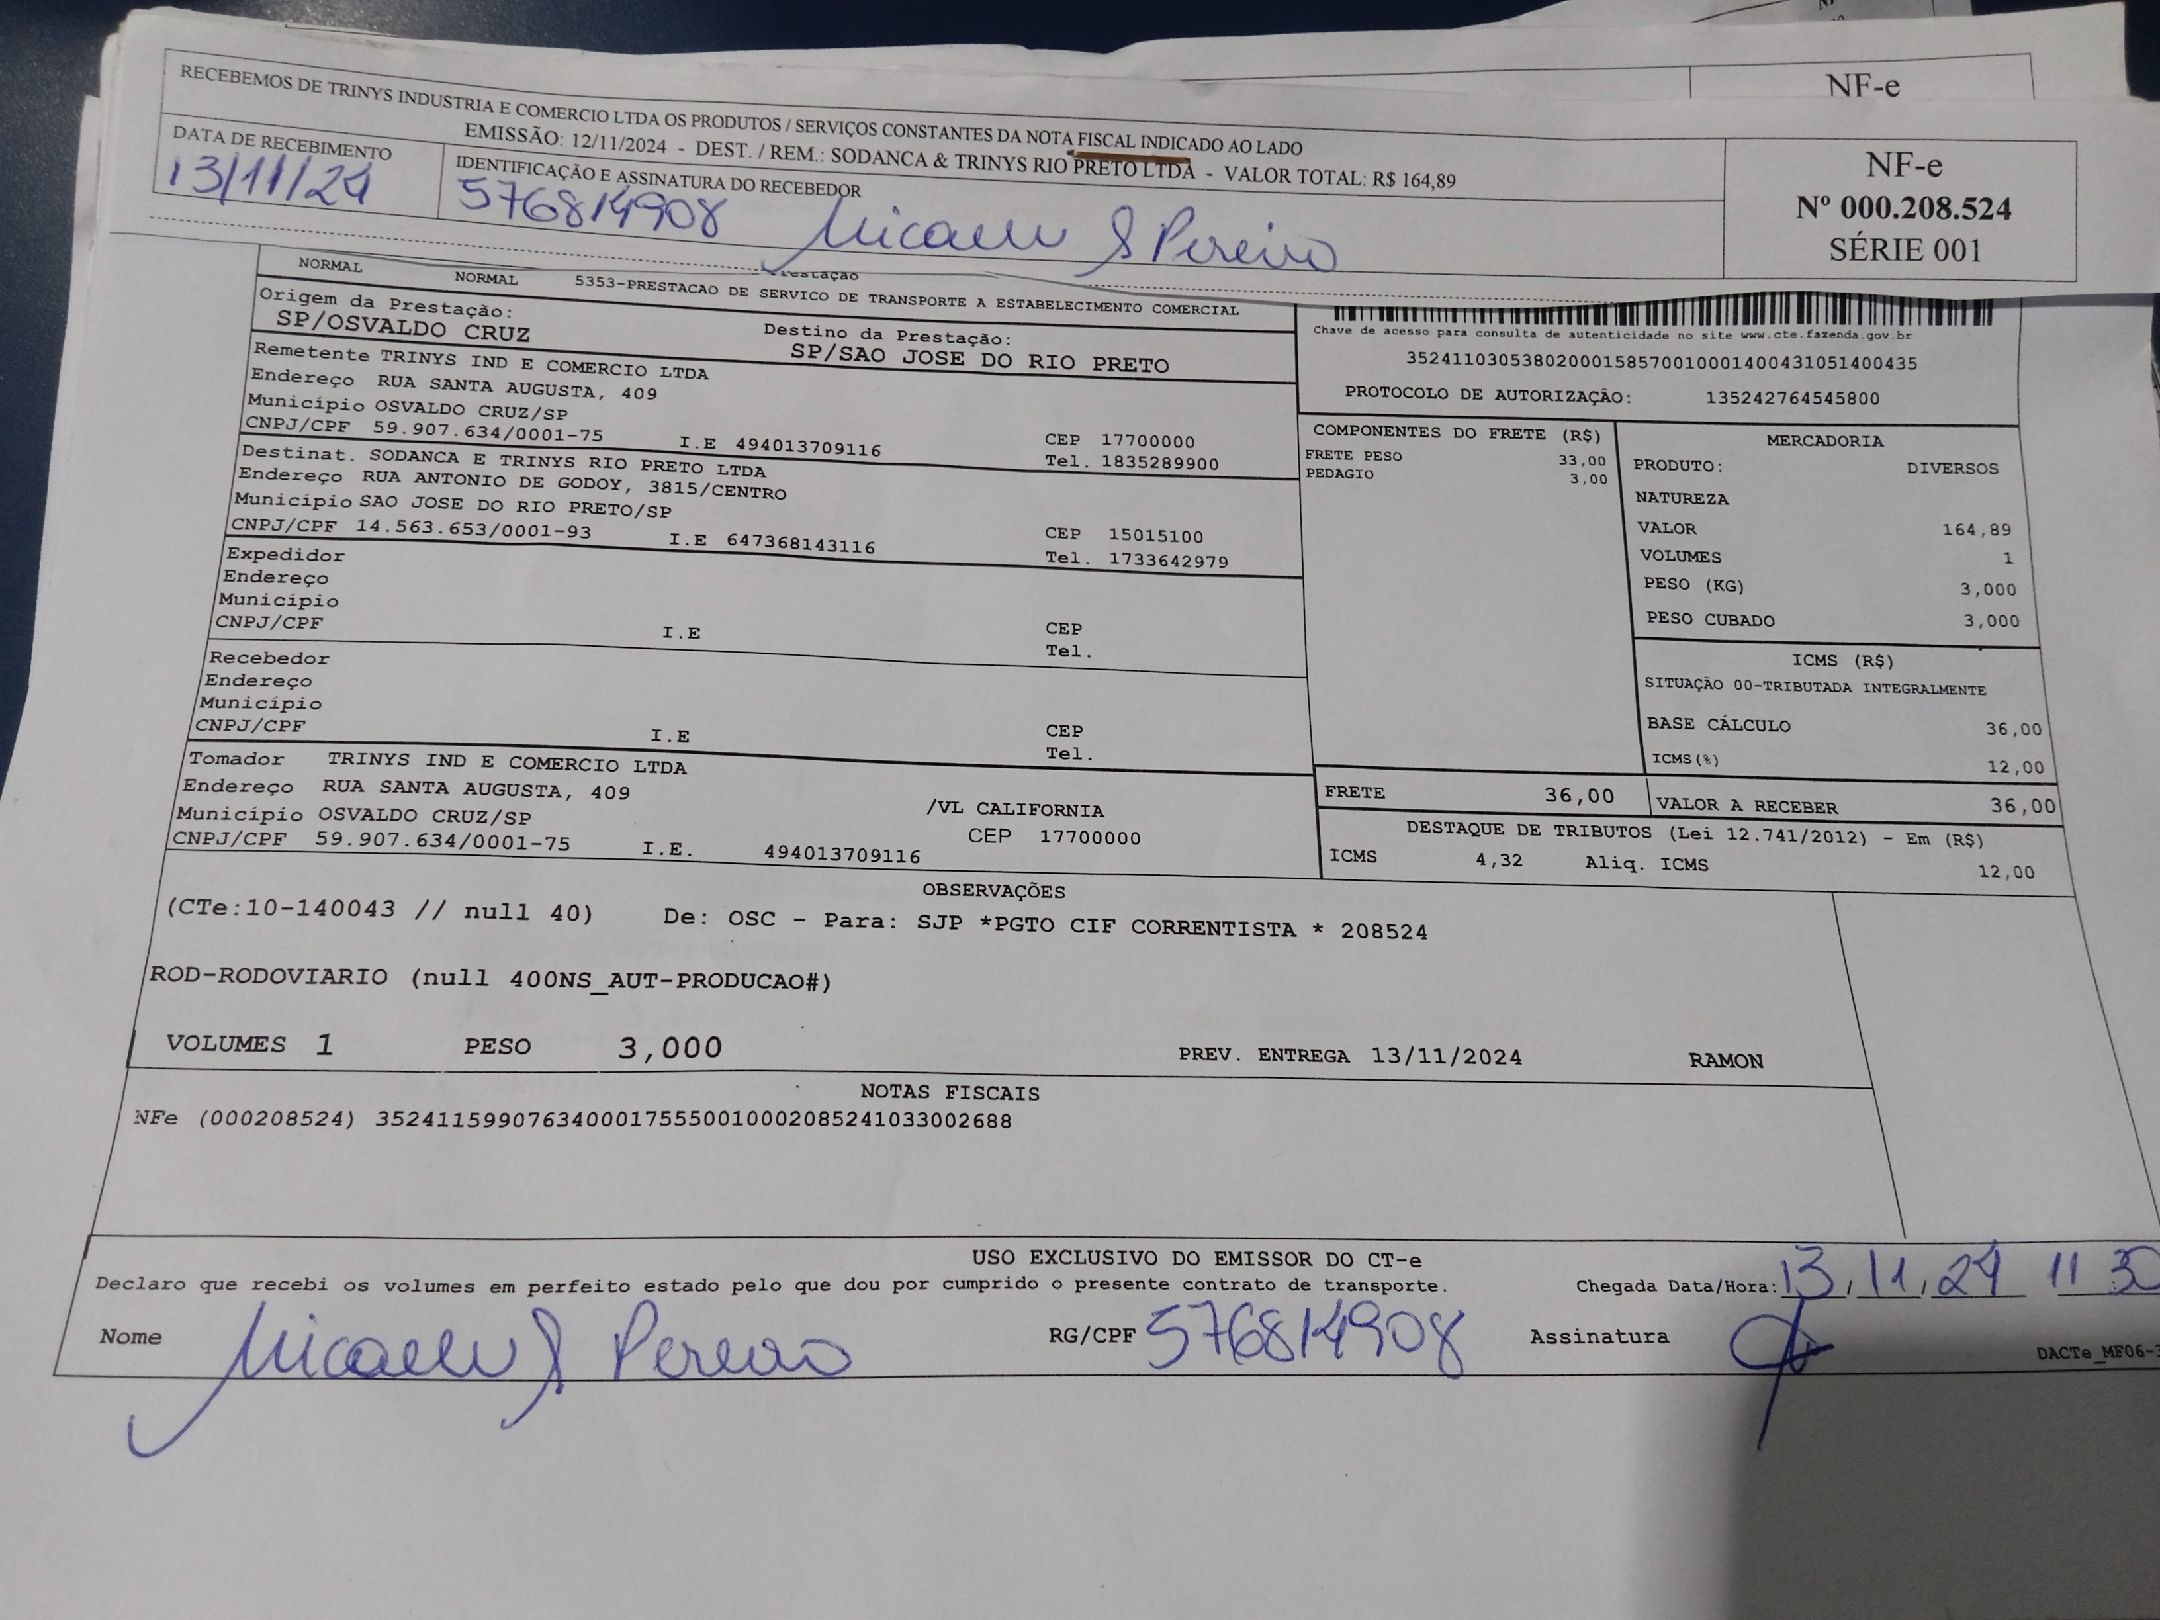 NF-e
RECEBEMOS DE TRINYS INDUSTRIA E COMERCIO LTDA OS PRODUTOS / SERVIÇOS CONSTANTES DA NOTA FISCAL INDICADO AO LADO
EMISSÃO: 12/11/2024 - DEST. / REM.: SODANCA & TRINYS RIO PRETO LTDA - VALOR TOTAL: R$ 164,89
DATA DE RECEBIMENTO
13/11/24
IDENTIFICAÇÃO E ASSINATURA DO RECEBEDOR
576814908 Micaelu S Pereira
NF-e
Nº 000.208.524
SÉRIE 001
NORMAL NORMAL 5353-PRESTACAO DE SERVICO DE TRANSPORTE A ESTABELECIMENTO COMERCIAL
Origem da Prestação:
SP/OSVALDO CRUZ
Destino da Prestação:
SP/SAO JOSE DO RIO PRETO
Remetente TRINYS IND E COMERCIO LTDA
Endereço RUA SANTA AUGUSTA, 409
Município OSVALDO CRUZ/SP
CEP 17700000
CNPJ/CPF 59.907.634/0001-75 I.E 494013709116
Tel. 1835289900
Destinat. SODANCA E TRINYS RIO PRETO LTDA
Endereço RUA ANTONIO DE GODOY, 3815/CENTRO
Município SAO JOSE DO RIO PRETO/SP
CEP 15015100
CNPJ/CPF 14.563.653/0001-93 I.E 647368143116
Tel. 1733642979
Expedidor
Endereço
Município
CEP
CNPJ/CPF I.E
Tel.
Recebedor
Endereço
Município
CEP
CNPJ/CPF I.E
Tel.
Tomador TRINYS IND E COMERCIO LTDA
Endereço RUA SANTA AUGUSTA, 409 /VL CALIFORNIA
Município OSVALDO CRUZ/SP CEP 17700000
CNPJ/CPF 59.907.634/0001-75 I.E. 494013709116
Chave de acesso para consulta de autenticidade no site www.cte.fazenda.gov.br
35241103053802000158570010001400431051400435
PROTOCOLO DE AUTORIZAÇÃO: 135242764545800
COMPONENTES DO FRETE (R$)
FRETE PESO 33,00
PEDAGIO 3,00
MERCADORIA
PRODUTO: DIVERSOS
NATUREZA
VALOR 164,89
VOLUMES 1
PESO (KG) 3,000
PESO CUBADO 3,000
ICMS (R$)
SITUAÇÃO 00-TRIBUTADA INTEGRALMENTE
BASE CÁLCULO 36,00
ICMS(%) 12,00
FRETE 36,00 VALOR A RECEBER 36,00
DESTAQUE DE TRIBUTOS (Lei 12.741/2012) - Em (R$)
ICMS 4,32 Aliq. ICMS 12,00
OBSERVAÇÕES
(CTe:10-140043 // null 40) De: OSC - Para: SJP *PGTO CIF CORRENTISTA * 208524
ROD-RODOVIARIO (null 400NS_AUT-PRODUCAO#)
VOLUMES 1 PESO 3,000 PREV. ENTREGA 13/11/2024 RAMON
NOTAS FISCAIS
NFe (000208524) 35241159907634000175550010002085241033002688
USO EXCLUSIVO DO EMISSOR DO CT-e
Declaro que recebi os volumes em perfeito estado pelo que dou por cumprido o presente contrato de transporte. Chegada Data/Hora: 13/11/24 11 30
Nome Micaelu S Pereira RG/CPF 576814908 Assinatura